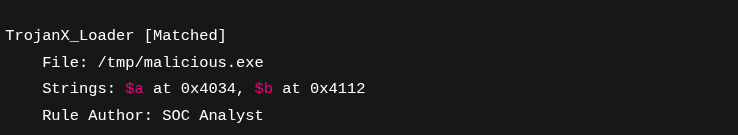 TrojanX_Loader [Matched]
File: /tmp/malicious.exe
Strings: $a at 0x4034, $b at 0x4112
Rule Author: SOC Analyst